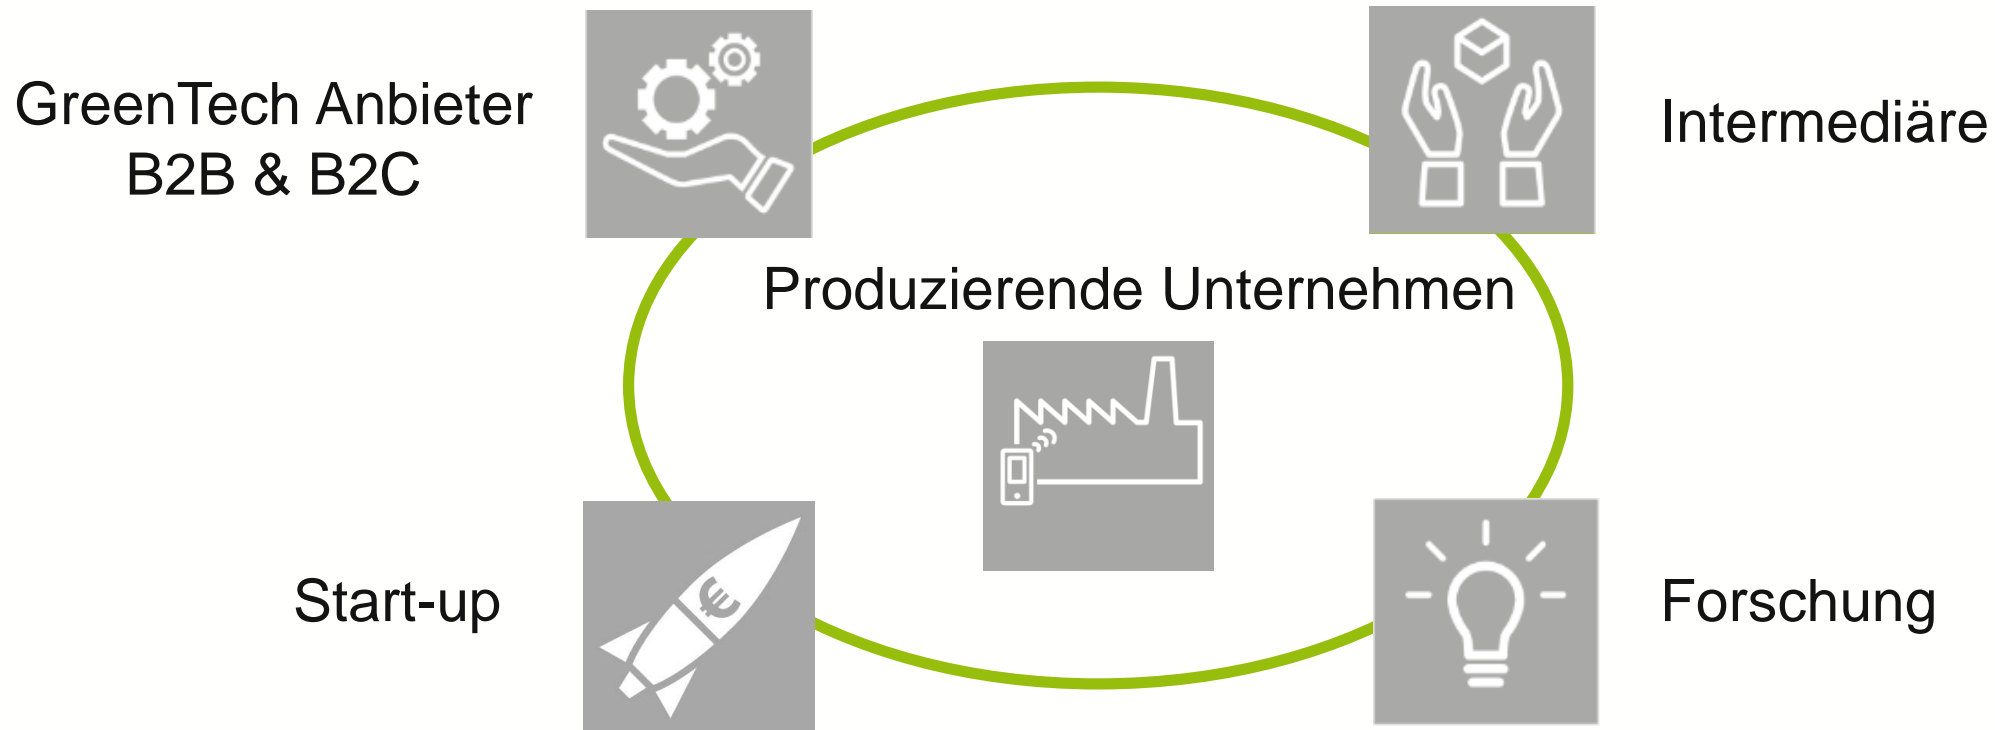 GreenTech Anbieter
B2B & B2C
Intermediäre
Produzierende Unternehmen
Start-up
€
Forschung